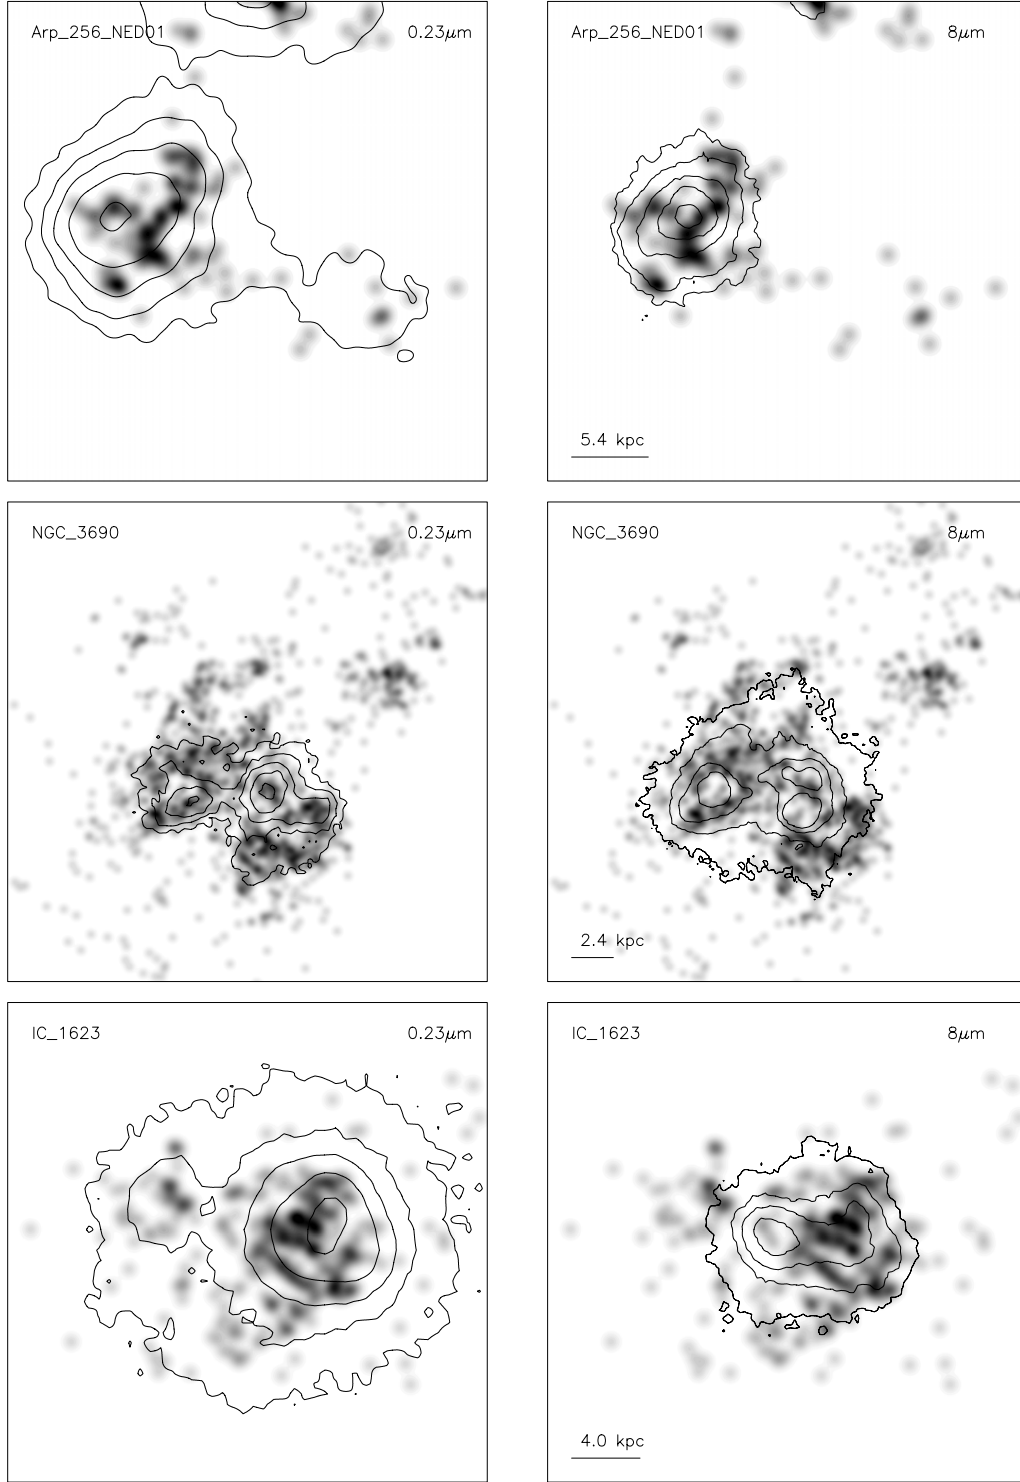 Arp_256_NED01 0.23μm
Arp_256_NED01 8μm
5.4 kpc
NGC_3690 0.23μm
NGC_3690 8μm
2.4 kpc
IC_1623 0.23μm
IC_1623 8μm
4.0 kpc